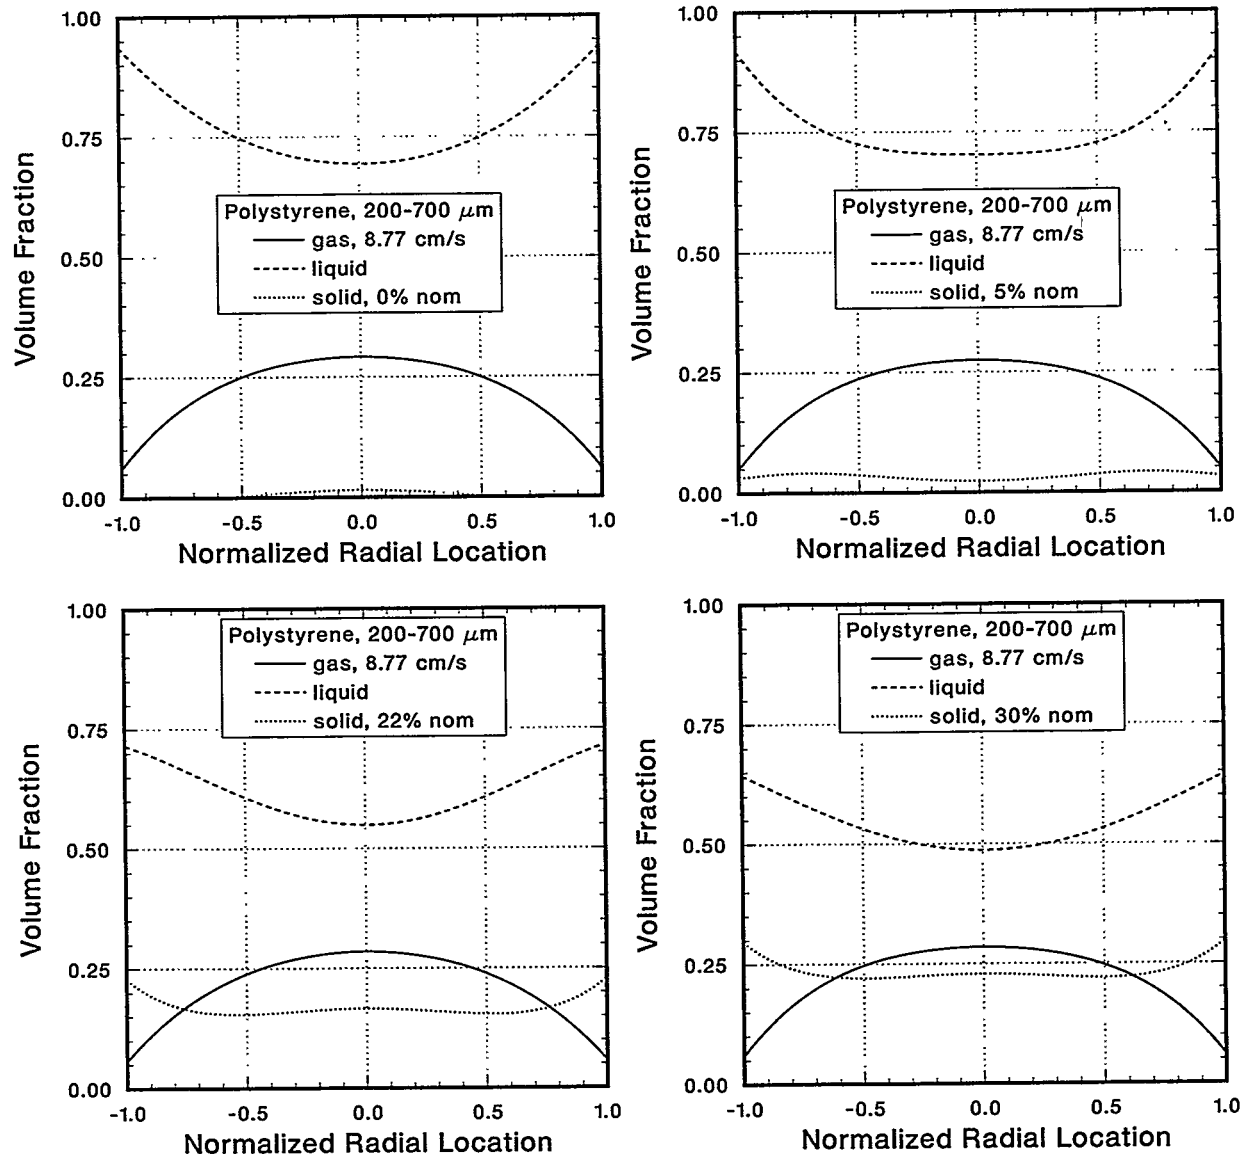 1.00
0.75
0.50
0.25
0.00
Volume Fraction
Polystyrene, 200-700 μm
gas, 8.77 cm/s
liquid
solid, 0% nom
-1.0 -0.5 0.0 0.5 1.0
Normalized Radial Location
1.00
0.75
0.50
0.25
0.00
Volume Fraction
Polystyrene, 200-700 μm
gas, 8.77 cm/s
liquid
solid, 5% nom
-1.0 -0.5 0.0 0.5 1.0
Normalized Radial Location
1.00
0.75
0.50
0.25
0.00
Volume Fraction
Polystyrene, 200-700 μm
gas, 8.77 cm/s
liquid
solid, 22% nom
-1.0 -0.5 0.0 0.5 1.0
Normalized Radial Location
1.00
0.75
0.50
0.25
0.00
Volume Fraction
Polystyrene, 200-700 μm
gas, 8.77 cm/s
liquid
solid, 30% nom
-1.0 -0.5 0.0 0.5 1.0
Normalized Radial Location